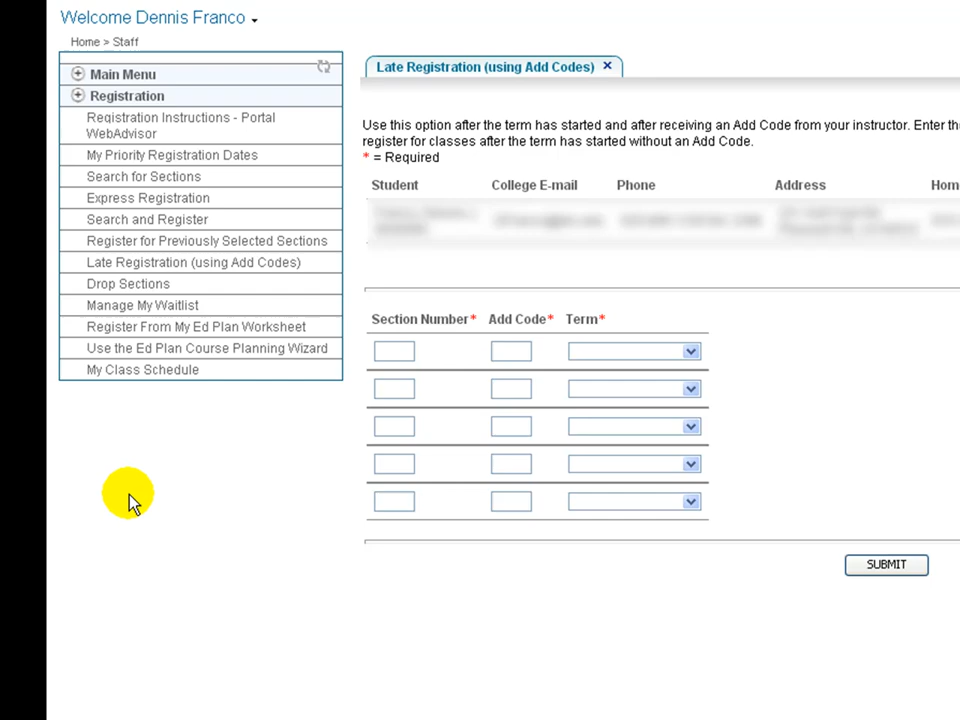 Welcome Dennis Franco
Home > Staff
Main Menu
Registration
Registration Instructions - Portal
WebAdvisor
My Priority Registration Dates
Search for Sections
Express Registration
Search and Register
Register for Previously Selected Sections
Late Registration (using Add Codes)
Drop Sections
Manage My Waitlist
Register From My Ed Plan Worksheet
Use the Ed Plan Course Planning Wizard
My Class Schedule
Late Registration (using Add Codes) ×
Use this option after the term has started and after receiving an Add Code from your instructor. Enter the
register for classes after the term has started without an Add Code.
* = Required
Student College E-mail Phone Address Hom
Section Number* Add Code* Term*
SUBMIT